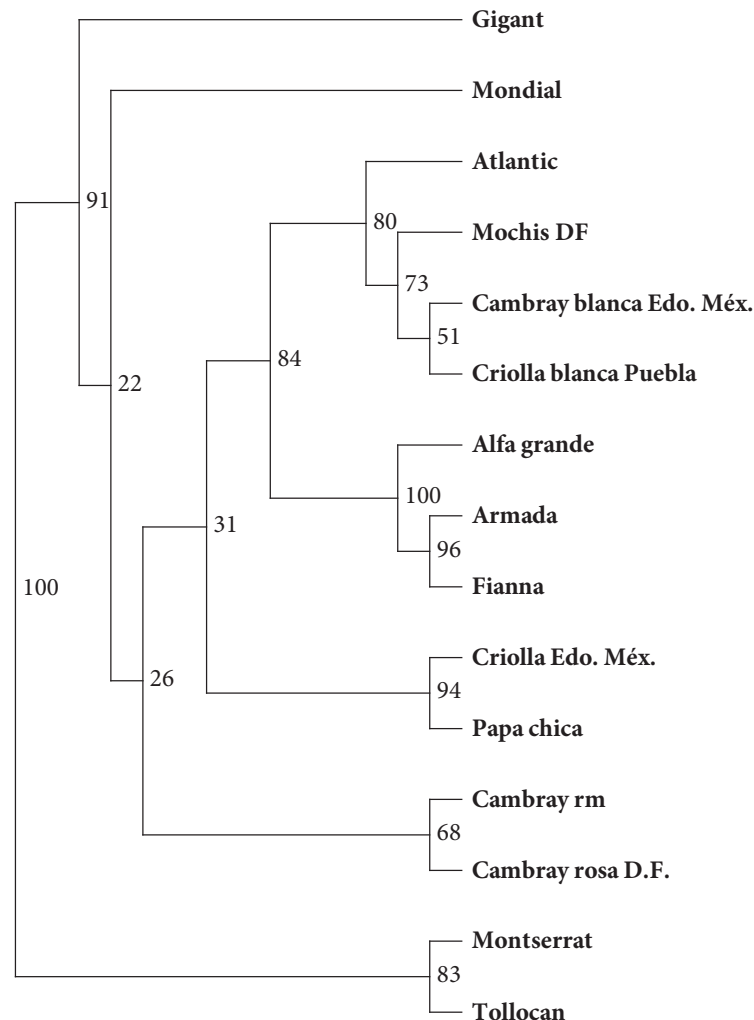 Gigant
Mondial
Atlantic
91
80
Mochis DF
73
Cambray blanca Edo. Méx.
51
84
Criolla blanca Puebla
22
Alfa grande
100
Armada
31
96
Fianna
100
Criolla Edo. Méx.
26
94
Papa chica
Cambray rm
68
Cambray rosa D.F.
Montserrat
83
Tollocan